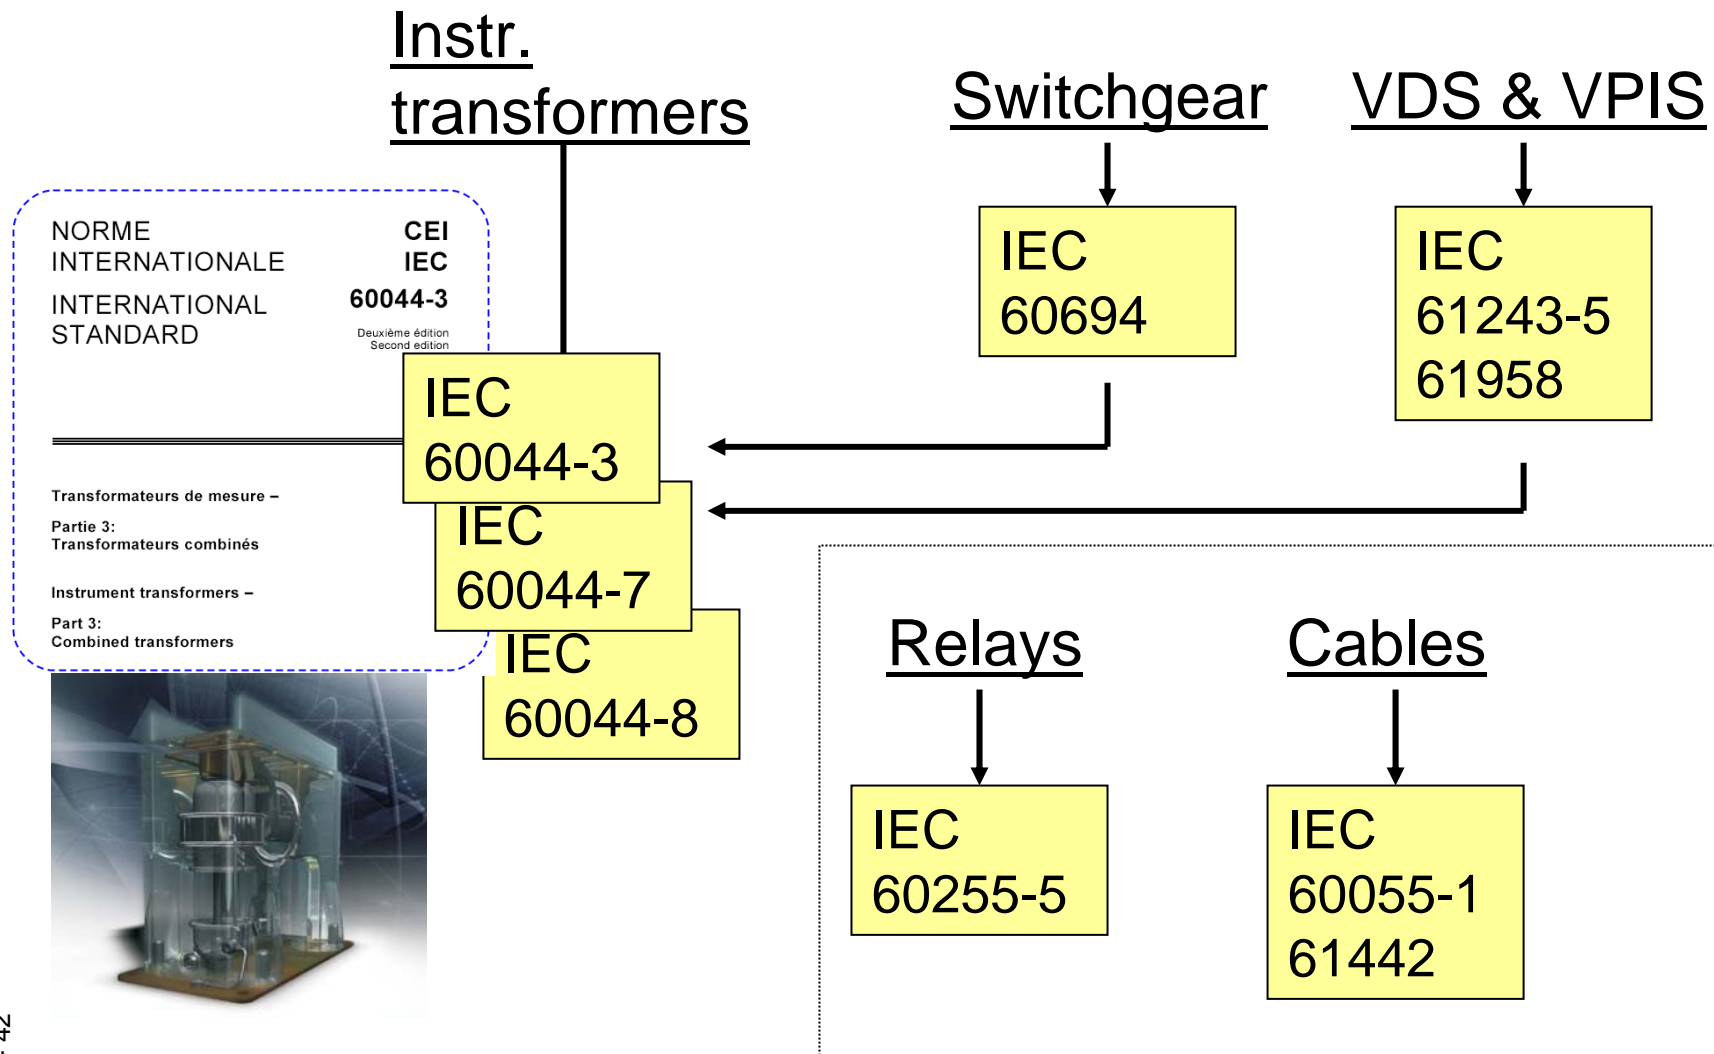 Instr.
transformers
Switchgear
VDS & VPIS
NORME
INTERNATIONALE
CEI
IEC
INTERNATIONAL
STANDARD
60044-3
Deuxième édition
Second edition
Transformateurs de mesure –
Partie 3:
Transformateurs combinés
Instrument transformers –
Part 3:
Combined transformers
IEC
60044-3
IEC
60044-7
IEC
60044-8
IEC
60694
IEC
61243-5
61958
Relays
Cables
IEC
60255-5
IEC
60055-1
61442
42